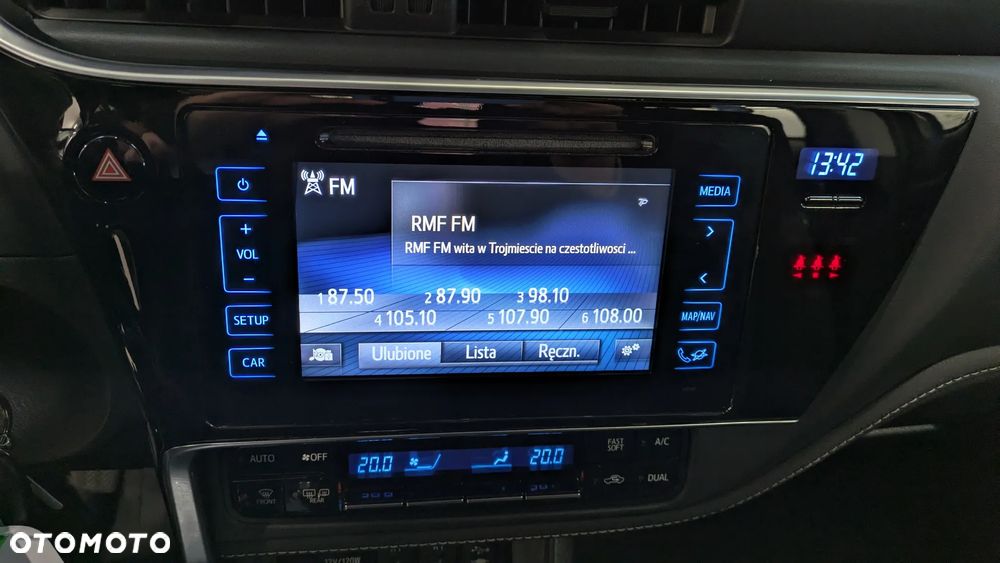 13:42
FM
MEDIA
RMF FM
RMF FM wita w Trojmiescie na czestotliwosci ...
+
VOL
−
1 87.50 2 87.90 3 98.10
4 105.10 5 107.90 6 108.00
SETUP
MAP/NAV
CAR
Ulubione Lista Ręczn.
AUTO OFF 20.0 20.0 FAST SOFT A/C
FRONT REAR DUAL
12V/120W
OTOMOTO